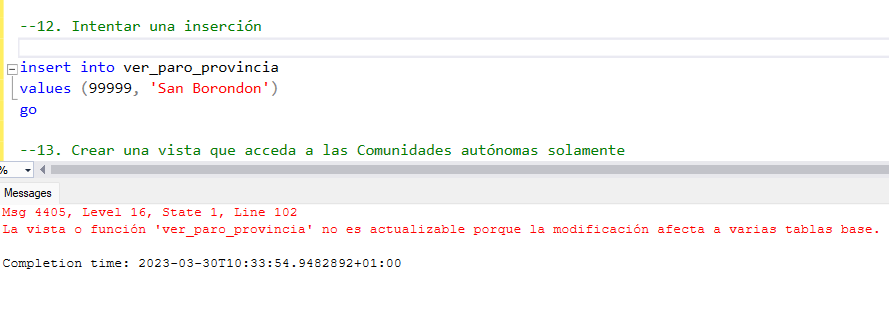 --12. Intentar una inserción
insert into ver_paro_provincia
values (99999, 'San Borondon')
go
--13. Crear una vista que acceda a las Comunidades autónomas solamente
%
Messages
Msg 4405, Level 16, State 1, Line 102
La vista o función 'ver_paro_provincia' no es actualizable porque la modificación afecta a varias tablas base.
Completion time: 2023-03-30T10:33:54.9482892+01:00